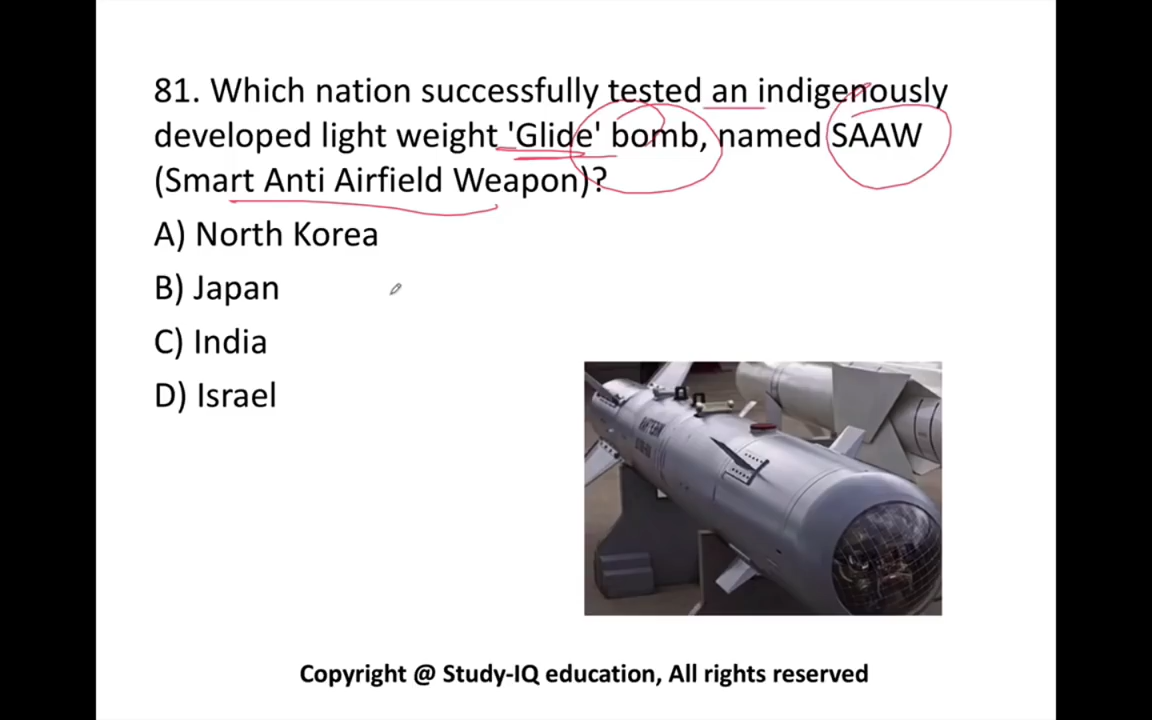 81. Which nation successfully tested an indigenously
developed light weight 'Glide' bomb, named SAAW
(Smart Anti Airfield Weapon)?
A) North Korea
B) Japan
C) India
D) Israel
Copyright @ Study-IQ education, All rights reserved